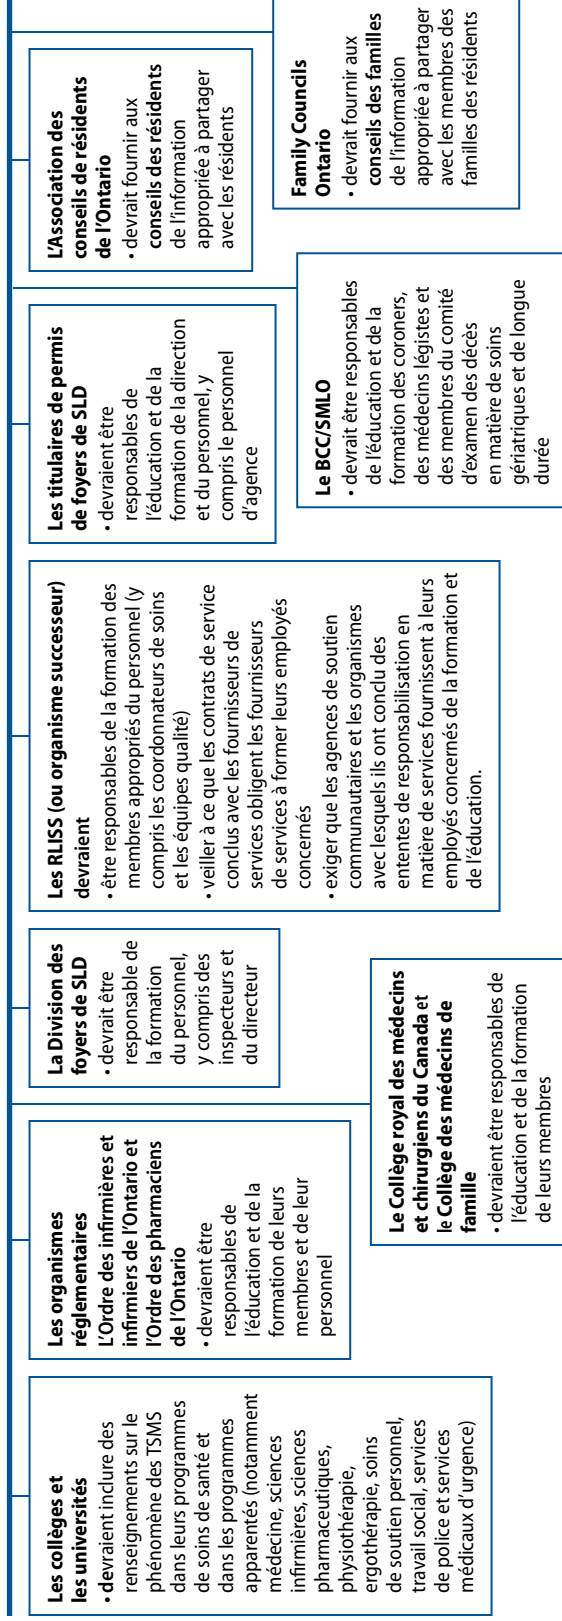 Les collèges et
les universités
• devraient inclure des
renseignements sur le
phénomène des TSMS
dans leurs programmes
de soins de santé et
dans les programmes
apparentés (notamment
médecine, sciences
infirmières, sciences
pharmaceutiques,
physiothérapie,
ergothérapie, soins
de soutien personnel,
travail social, services
de police et services
médicaux d’urgence)
Les organismes
réglementaires
L’Ordre des infirmières et
infirmiers de l’Ontario et
l’Ordre des pharmaciens
de l’Ontario
• devraient être
responsables de
l’éducation et de la
formation de leurs
membres et de leur
personnel
Le Collège royal des médecins
et chirurgiens du Canada et
le Collège des médecins de
famille
• devraient être responsables de
l’éducation et de la formation
de leurs membres
La Division des
foyers de SLD
• devrait être
responsable de
la formation
du personnel,
y compris des
inspecteurs et
du directeur
Les RLISS (ou organisme successeur)
devraient
• être responsables de la formation des
membres appropriés du personnel (y
compris les coordonnateurs de soins
et les équipes qualité)
• veiller à ce que les contrats de service
conclus avec les fournisseurs de
services obligent les fournisseurs
de services à former leurs employés
concernés
• exiger que les agences de soutien
communautaires et les organismes
avec lesquels ils ont conclu des
ententes de responsabilisation en
matière de services fournissent à leurs
employés concernés de la formation et
de l’éducation.
Les titulaires de permis
de foyers de SLD
• devraient être
responsables de
l’éducation et de la
formation de la direction
et du personnel, y
compris le personnel
d’agence
Le BCC/SMLO
• devrait être responsables
de l’éducation et de la
formation des coroners,
des médecins légistes et
des membres du comité
d’examen des décès
en matière de soins
gériatriques et de longue
durée
L’Association des
conseils de résidents
de l’Ontario
• devrait fournir aux
conseils des résidents
de l’information
appropriée à partager
avec les résidents
Family Councils
Ontario
• devrait fournir aux
conseils des familles
de l’information
appropriée à partager
avec les membres des
familles des résidents